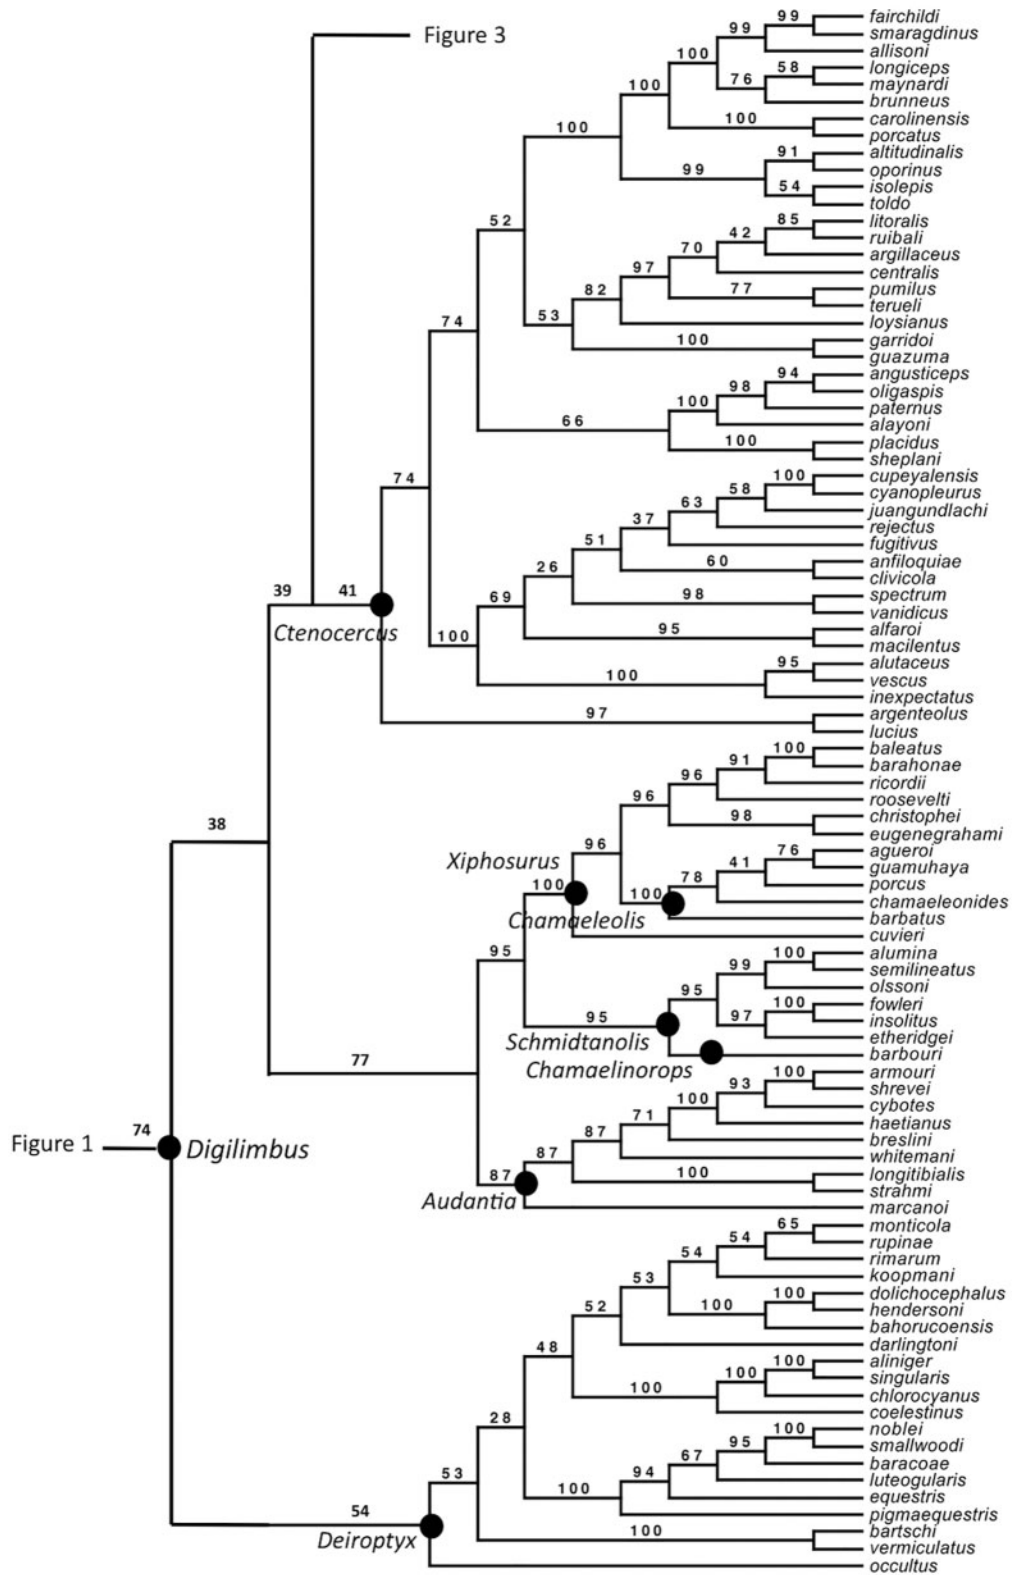 99 fairchildi
99 smaragdinus
100 allisoni
58 longiceps
100 76 maynardi
brunneus
100 carolinensis
100 porcatus
91 altitudinalis
99 oporinus
54 isolepis
52 toldo
85 litoralis
42 ruibali
70 argillaceus
97 centralis
82 77 pumilus
74 53 terueli
loysianus
100 garridoi
guazuma
94 angusticeps
98 oligaspis
100 paternus
66 alayoni
100 placidus
sheplani
74 100 cupeyalensis
58 cyanopleurus
63 juangundlachi
37 rejectus
51 fugitivus
26 60 anfiloquiae
clivicola
39 41 69 98 spectrum
vanidicus
Ctenocercus 95 alfaroi
100 macilentus
95 alutaceus
100 vescus
inexpectatus
97 argenteolus
lucius
100 baleatus
91 barahonae
96 ricordii
96 roosevelti
38 98 christophei
eugenegrahami
96 76 agueroi
Xiphosurus 41 guamuhaya
100 100 78 porcus
chamaeleonides
Chamaeleolis barbatus
cuvieri
95 100 alumina
99 semilineatus
95 olssoni
100 fowleri
95 97 insolitus
Schmidtanolis etheridgei
77 Chamaelinorops barbouri
100 armouri
93 shrevei
100 cybotes
71 haetianus
74 87 breslini
Figure 1 Digilimbus 87 whitemani
87 100 longitibialis
strahmi
Audantia marcanoi
65 monticola
54 rupinae
54 rimarum
53 koopmani
52 100 dolichocephalus
100 hendersoni
bahorucoensis
48 darlingtoni
100 aliniger
100 singularis
100 chlorocyanus
28 coelestinus
100 noblei
95 smallwoodi
67 baracoae
53 94 luteogularis
100 equestris
54 pigmaequestris
100 bartschi
Deiroptyx vermiculatus
occultus
Figure 3